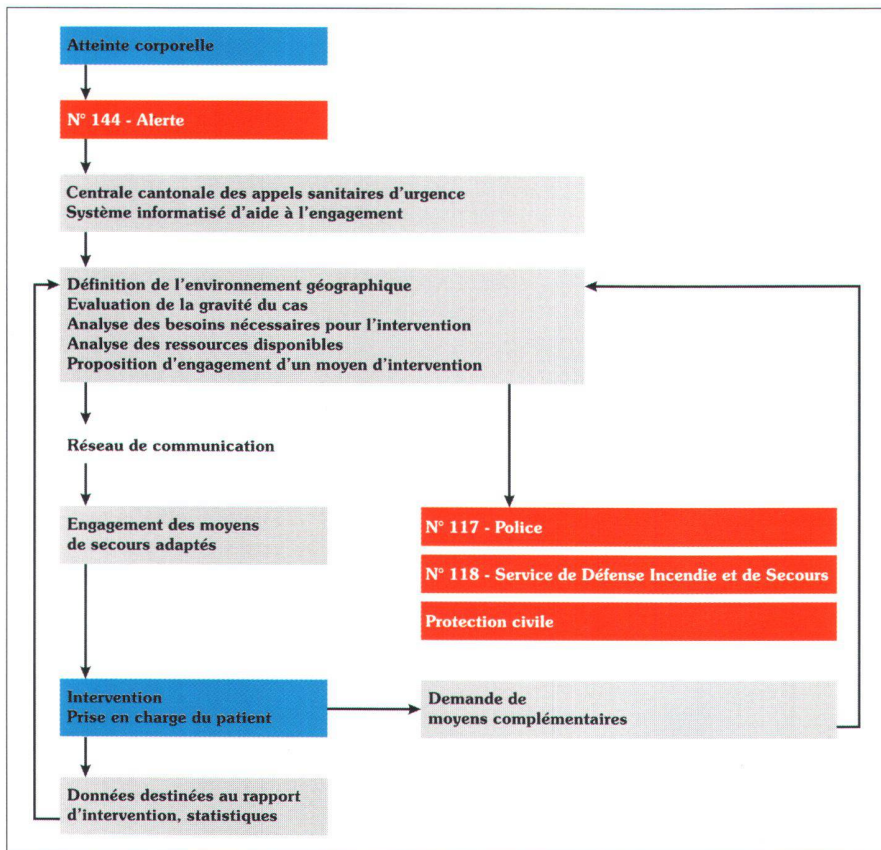 Atteinte corporelle
N° 144 - Alerte
Centrale cantonale des appels sanitaires d'urgence
Système informatisé d'aide à l'engagement
Définition de l'environnement géographique
Evaluation de la gravité du cas
Analyse des besoins nécessaires pour l'intervention
Analyse des ressources disponibles
Proposition d'engagement d'un moyen d'intervention
Réseau de communication
Engagement des moyens
de secours adaptés
N° 117 - Police
N° 118 - Service de Défense Incendie et de Secours
Protection civile
Intervention
Prise en charge du patient
Demande de
moyens complémentaires
Données destinées au rapport
d'intervention, statistiques